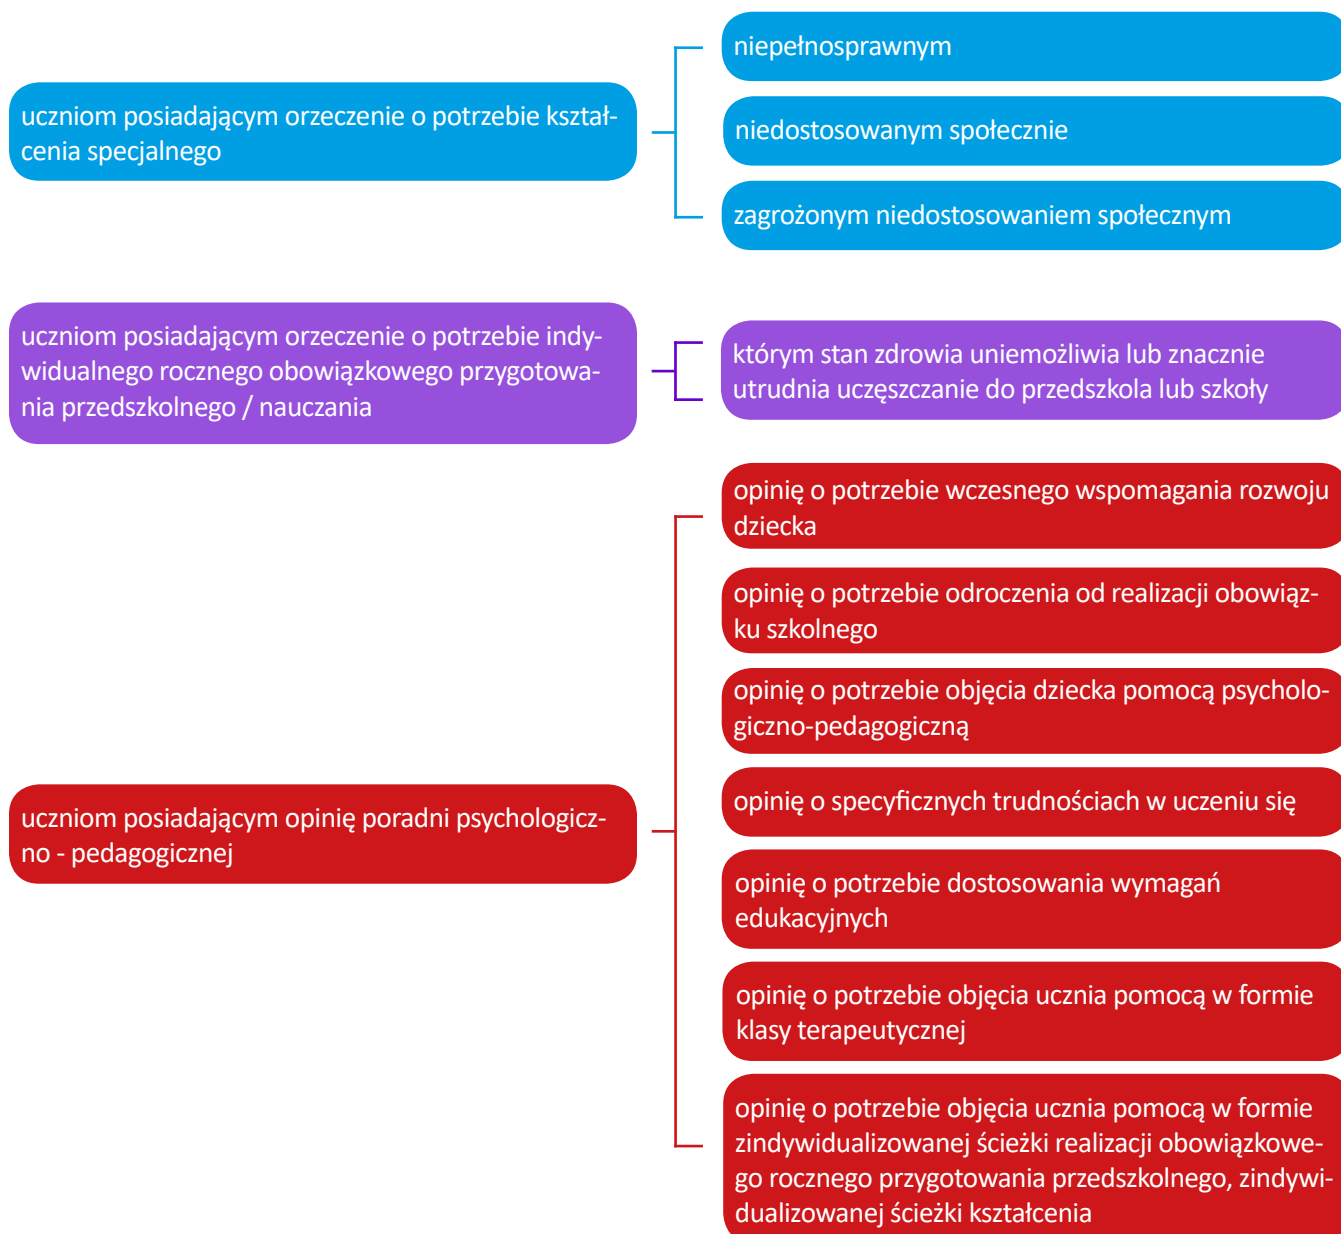 uczniom posiadającym orzeczenie o potrzebie kształ-
cenia specjalnego
niepełnosprawnym
niedostosowanym społecznie
zagrożonym niedostosowaniem społecznym
uczniom posiadającym orzeczenie o potrzebie indy-
widualnego rocznego obowiązkowego przygotowa-
nia przedszkolnego / nauczania
którym stan zdrowia uniemożliwia lub znacznie
utrudnia uczęszczanie do przedszkola lub szkoły
uczniom posiadającym opinię poradni psychologicz-
no - pedagogicznej
opinię o potrzebie wczesnego wspomagania rozwoju
dziecka
opinię o potrzebie odroczenia od realizacji obowiąz-
ku szkolnego
opinię o potrzebie objęcia dziecka pomocą psycholo-
giczno-pedagogiczną
opinię o specyficznych trudnościach w uczeniu się
opinię o potrzebie dostosowania wymagań
edukacyjnych
opinię o potrzebie objęcia ucznia pomocą w formie
klasy terapeutycznej
opinię o potrzebie objęcia ucznia pomocą w formie
zindywidualizowanej ścieżki realizacji obowiązkowe-
go rocznego przygotowania przedszkolnego, zindywi-
dualizowanej ścieżki kształcenia